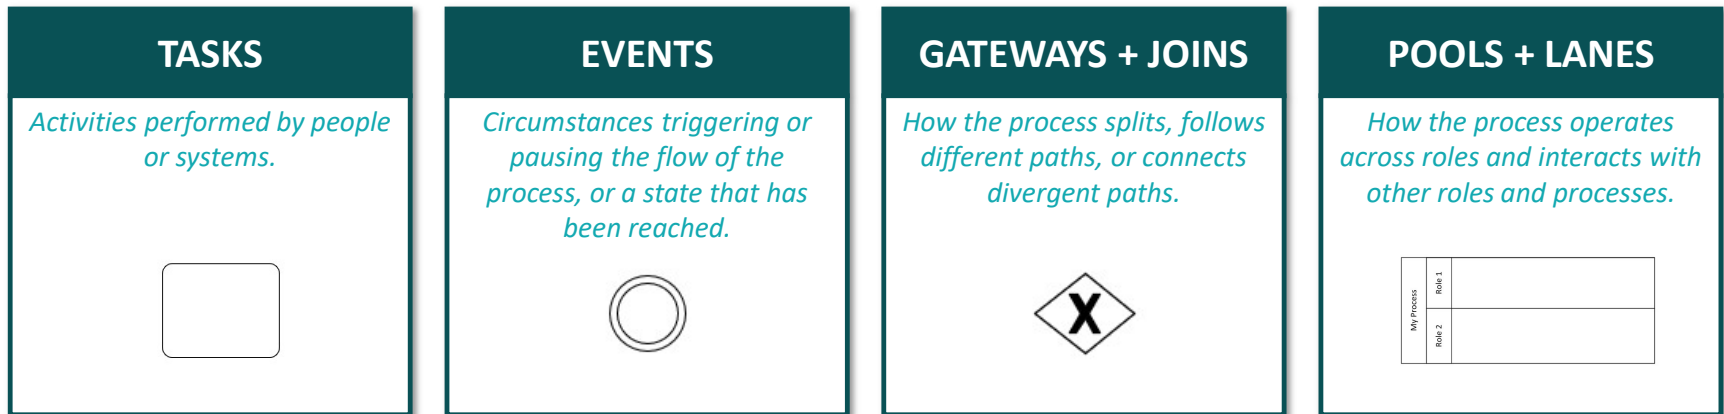 TASKS
Activities performed by people
or systems.
EVENTS
Circumstances triggering or
pausing the flow of the
process, or a state that has
been reached.
GATEWAYS + JOINS
How the process splits, follows
different paths, or connects
divergent paths.
X
POOLS + LANES
How the process operates
across roles and interacts with
other roles and processes.
My Process
Role 1
Role 2